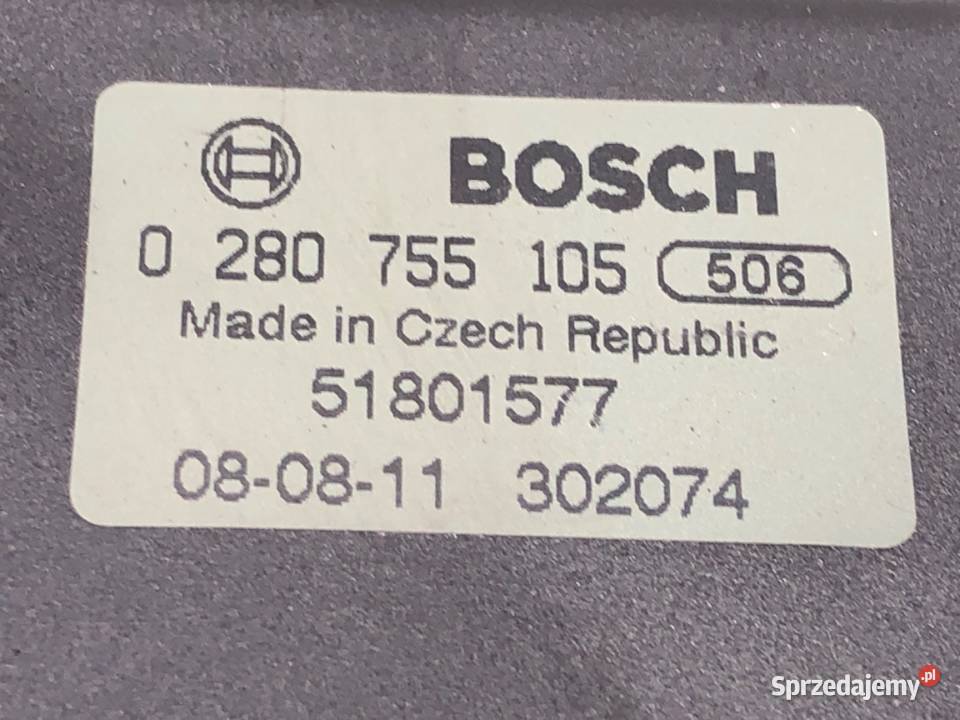 BOSCH
0 280 755 105 506
Made in Czech Republic
51801577
08-08-11 302074
Sprzedajemy.pl